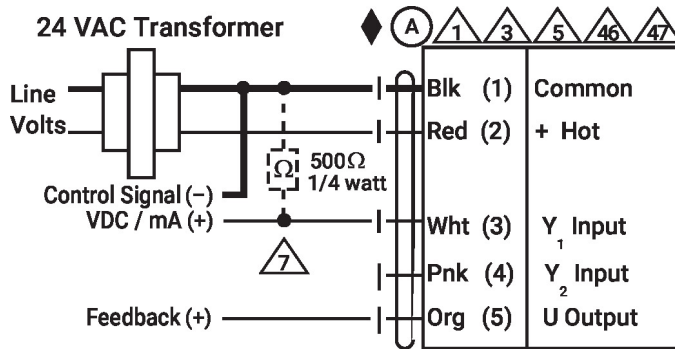 24 VAC Transformer
A 1 3 5 46 47
Line
Volts
Blk (1) Common
Red (2) + Hot
Ω 500Ω
1/4 watt
Control Signal (−)
VDC / mA (+)
7
Wht (3) Y1 Input
Pnk (4) Y2 Input
Feedback (+)
Org (5) U Output